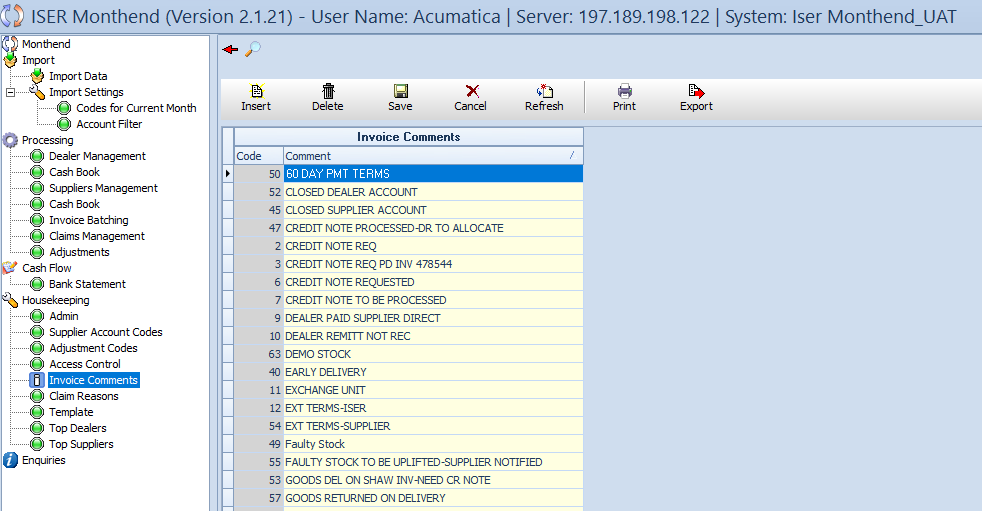 ISER Monthend (Version 2.1.21) - User Name: Acumatica | Server: 197.189.198.122 | System: Iser Monthend_UAT
Monthend
Import
Import Data
Import Settings
Codes for Current Month
Account Filter
Processing
Dealer Management
Cash Book
Suppliers Management
Cash Book
Invoice Batching
Claims Management
Adjustments
Cash Flow
Bank Statement
Housekeeping
Admin
Supplier Account Codes
Adjustment Codes
Access Control
Invoice Comments
Claim Reasons
Template
Top Dealers
Top Suppliers
Enquiries
Insert Delete Save Cancel Refresh Print Export
Invoice Comments
Code Comment
50 60 DAY PMT TERMS
52 CLOSED DEALER ACCOUNT
45 CLOSED SUPPLIER ACCOUNT
47 CREDIT NOTE PROCESSED-DR TO ALLOCATE
2 CREDIT NOTE REQ
3 CREDIT NOTE REQ PD INV 478544
6 CREDIT NOTE REQUESTED
7 CREDIT NOTE TO BE PROCESSED
9 DEALER PAID SUPPLIER DIRECT
10 DEALER REMITT NOT REC
63 DEMO STOCK
40 EARLY DELIVERY
11 EXCHANGE UNIT
12 EXT TERMS-ISER
54 EXT TERMS-SUPPLIER
49 Faulty Stock
55 FAULTY STOCK TO BE UPLIFTED-SUPPLIER NOTIFIED
53 GOODS DEL ON SHAW INV-NEED CR NOTE
57 GOODS RETURNED ON DELIVERY